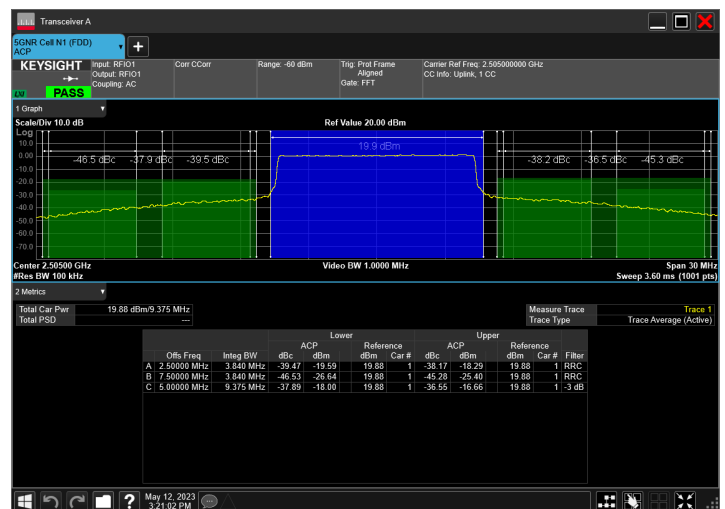 Transceiver A
5GNR Cell N1 (FDD)
ACP
KEYSIGHT
LXI
PASS
Input: RFIO1
Output: RFIO1
Coupling: AC
Corr CCorr
Range: -60 dBm
Trig: Prot Frame
Aligned
Gate: FFT
Carrier Ref Freq: 2.505000000 GHz
CC Info: Uplink, 1 CC
1 Graph
Scale/Div 10.0 dB
Ref Value 20.00 dBm
Log
10.0
0.00
-10.0
-20.0
-30.0
-40.0
-50.0
-60.0
-70.0
-46.5 dBc
-37.9 dBc
-39.5 dBc
19.9 dBm
-38.2 dBc
-36.5 dBc
-45.3 dBc
Center 2.50500 GHz
Video BW 1.0000 MHz
Span 30 MHz
#Res BW 100 kHz
Sweep 3.60 ms (1001 pts)
2 Metrics
Total Car Pwr 19.88 dBm/9.375 MHz
Total PSD ---
Measure Trace Trace 1
Trace Type Trace Average (Active)
Lower Upper
ACP Reference ACP Reference
Offs Freq Integ BW dBc dBm dBm Car # dBc dBm dBm Car # Filter
A 2.50000 MHz 3.840 MHz -39.47 -19.59 19.88 1 -38.17 -18.29 19.88 1 RRC
B 7.50000 MHz 3.840 MHz -46.53 -26.64 19.88 1 -45.28 -25.40 19.88 1 RRC
C 5.00000 MHz 9.375 MHz -37.89 -18.00 19.88 1 -36.55 -16.66 19.88 1 -3 dB
May 12, 2023
3:21:02 PM